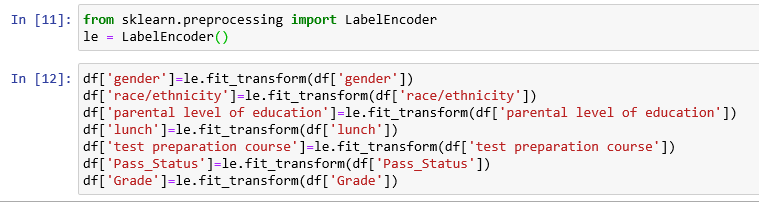 In [11]: from sklearn.preprocessing import LabelEncoder
le = LabelEncoder()
In [12]: df['gender']=le.fit_transform(df['gender'])
df['race/ethnicity']=le.fit_transform(df['race/ethnicity'])
df['parental level of education']=le.fit_transform(df['parental level of education'])
df['lunch']=le.fit_transform(df['lunch'])
df['test preparation course']=le.fit_transform(df['test preparation course'])
df['Pass_Status']=le.fit_transform(df['Pass_Status'])
df['Grade']=le.fit_transform(df['Grade'])